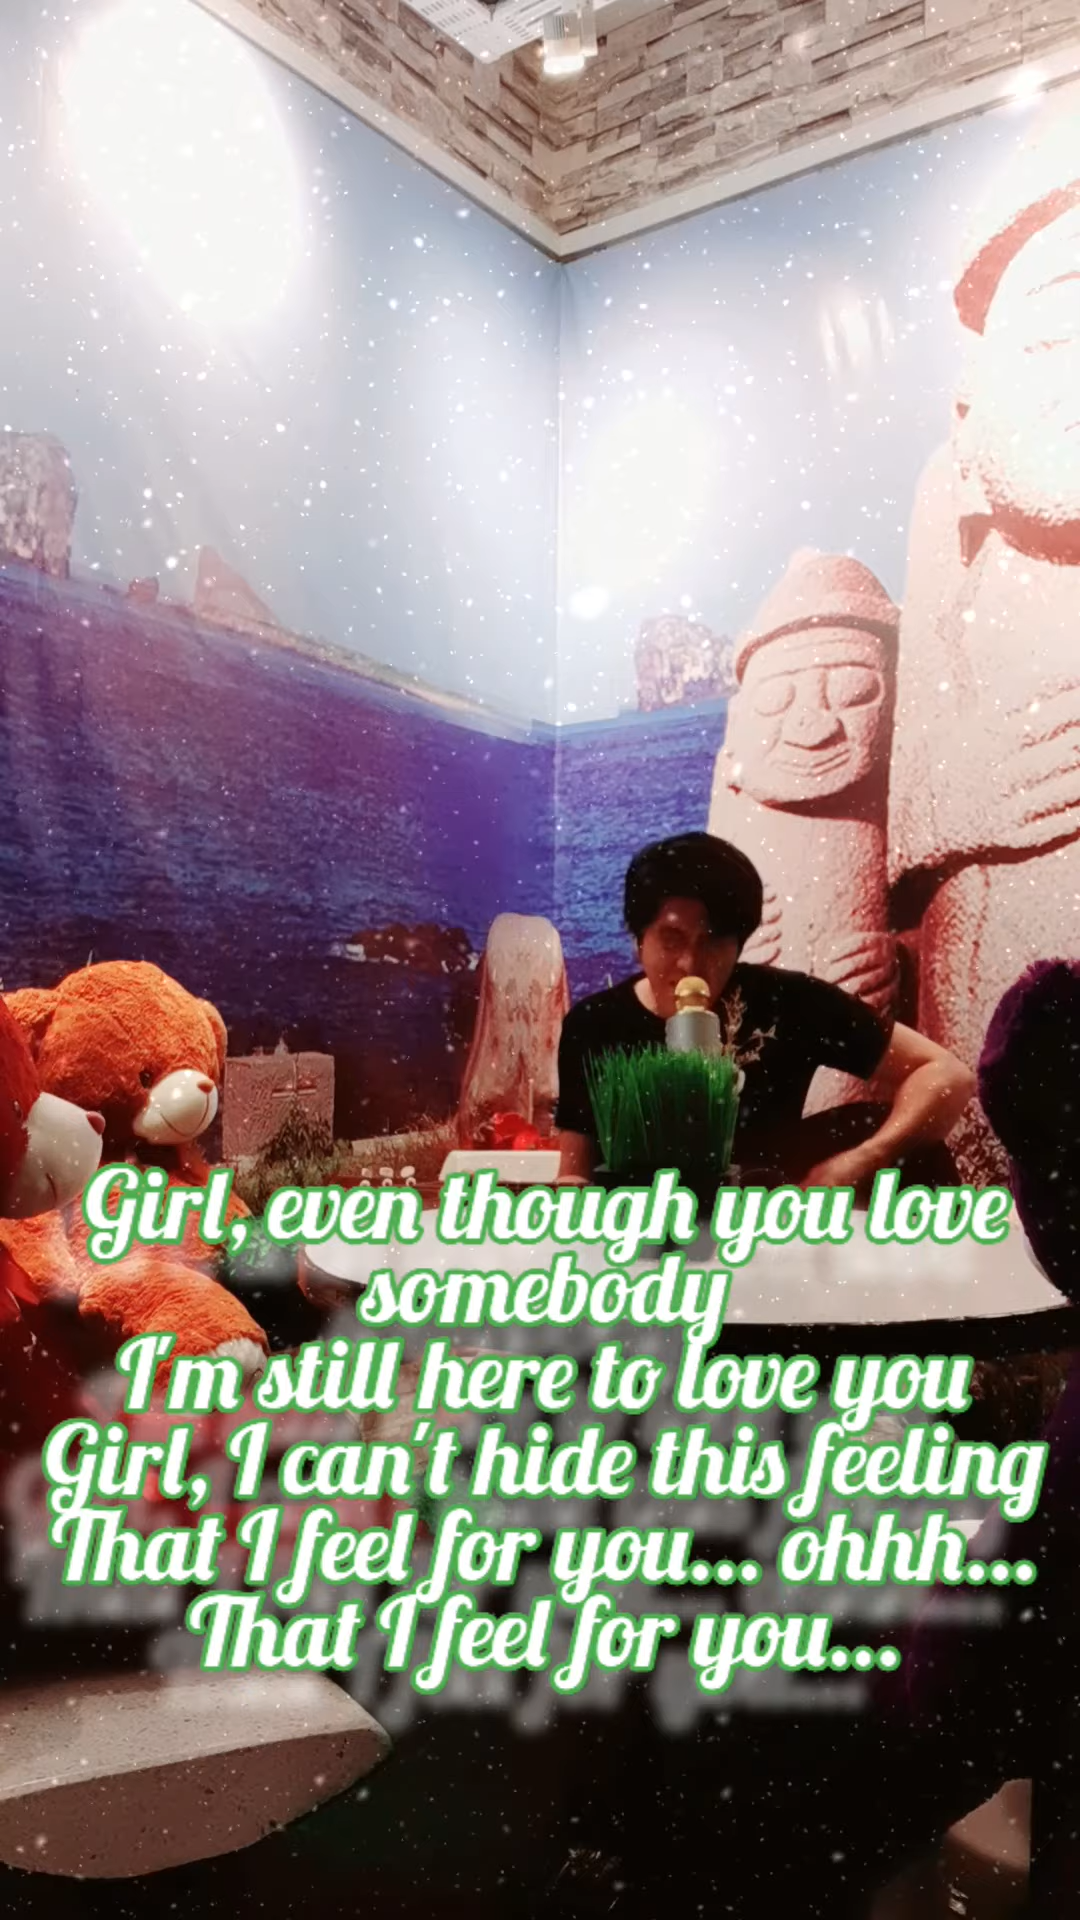 Girl, even though you love
somebody
I'm still here to love you
Girl, I can't hide this feeling
That I feel for you... ohhh...
That I feel for you...